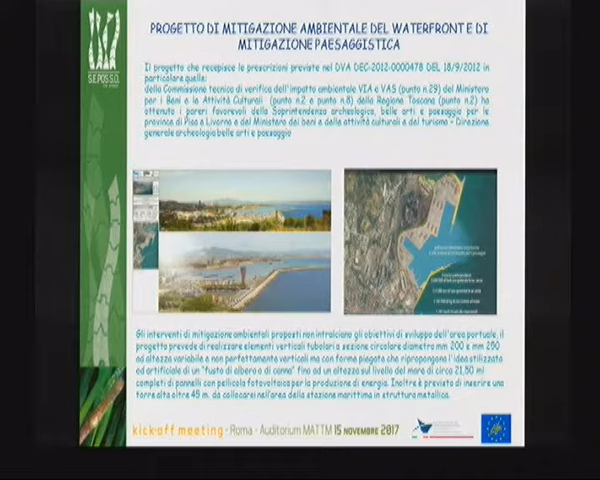 S.E.POS.S.O.
PROGETTO DI MITIGAZIONE AMBIENTALE DEL WATERFRONT E DI
MITIGAZIONE PAESAGGISTICA
Il progetto che recepisce le prescrizioni previste nel DVA DEC-2012-0000478 DEL 18/9/2012 in
particolare quelle:
della Commissione tecnica di verifica dell'impatto ambientale VIA e VAS (punto n.29) del Ministero
per i Beni e le Attività Culturali (punto n.2 e punto n.8) della Regione Toscana (punto n.2) ha
ottenuto i pareri favorevoli della Soprintendenza archeologica, belle arti e paesaggio per le
province di Pisa e Livorno e del Ministero dei beni e delle attività culturali e del turismo - Direzione
generale archeologia belle arti e paesaggio
Gli interventi di mitigazione ambientali proposti non intralciano gli obiettivi di sviluppo dell'area portuale, il
progetto prevede di realizzare elementi verticali tubolari a sezione circolare diametro mm 200 e mm 250
ad altezza variabile e non perfettamente verticali ma con forme piegata che ripropongono l'idea stilizzata
ed artificiale di un "fusto di albero o di canna" fino ad un altezza sul livello del mare di circa 21,50 ml
completi di pannelli con pellicola fotovoltaica per la produzione di energia. Inoltre è prevista di inserire una
torre alta oltre 45 m. da collocarsi nell'area della stazione marittima in struttura metallica.
kick-off meeting - Roma - Auditorium MATTM 15 NOVEMBRE 2017